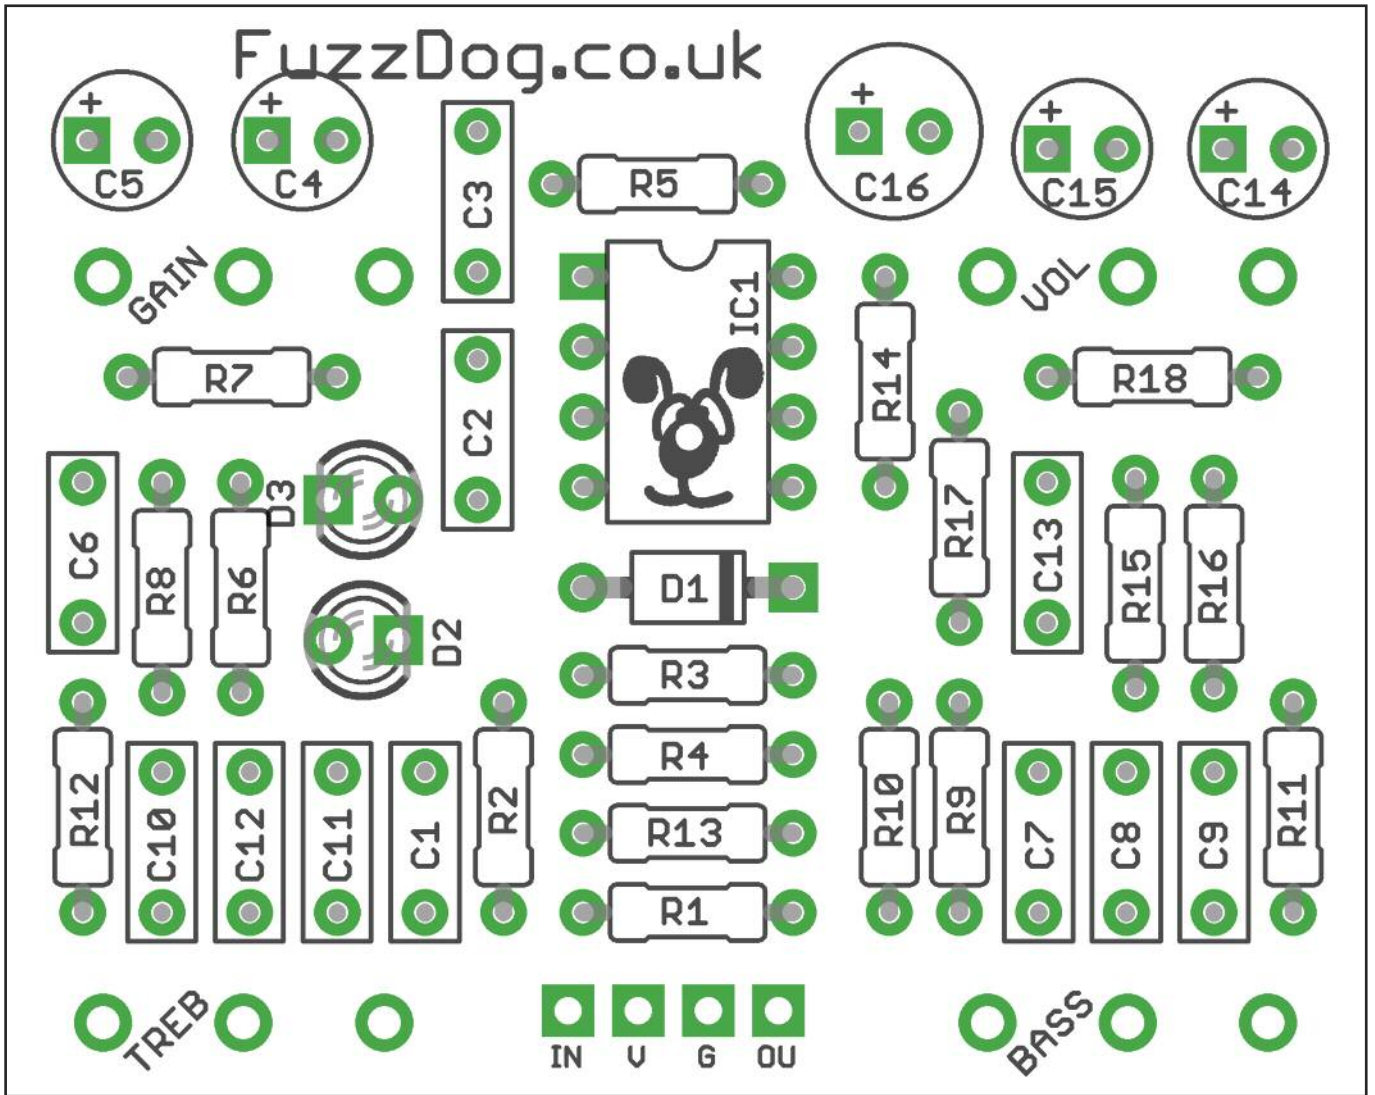 FuzzDog.co.uk
+
+
+
+
+
C5
C4
C3
R5
C16
C15
C14
GAIN
IC1
VOL
R7
C2
R14
R18
D3
C6
R8
R6
R17
C13
R15
R16
D1
D2
R3
R12
C10
C12
C11
C1
R2
R4
R13
R1
R10
R9
C7
C8
C9
R11
TREB
IN
V
G
OU
BASS